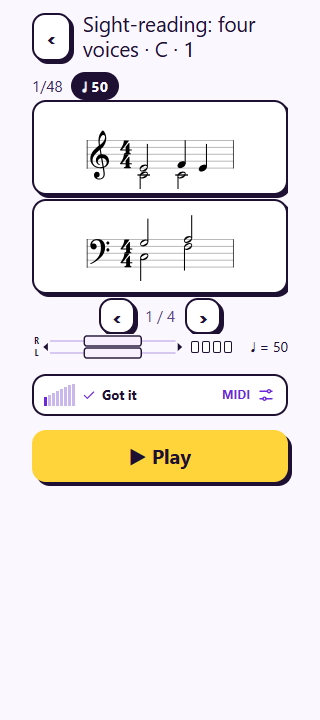 Sight-reading: four
voices · C · 1
1/48 ♩50
1 / 4
R
L
♩= 50
Got it MIDI
▶ Play